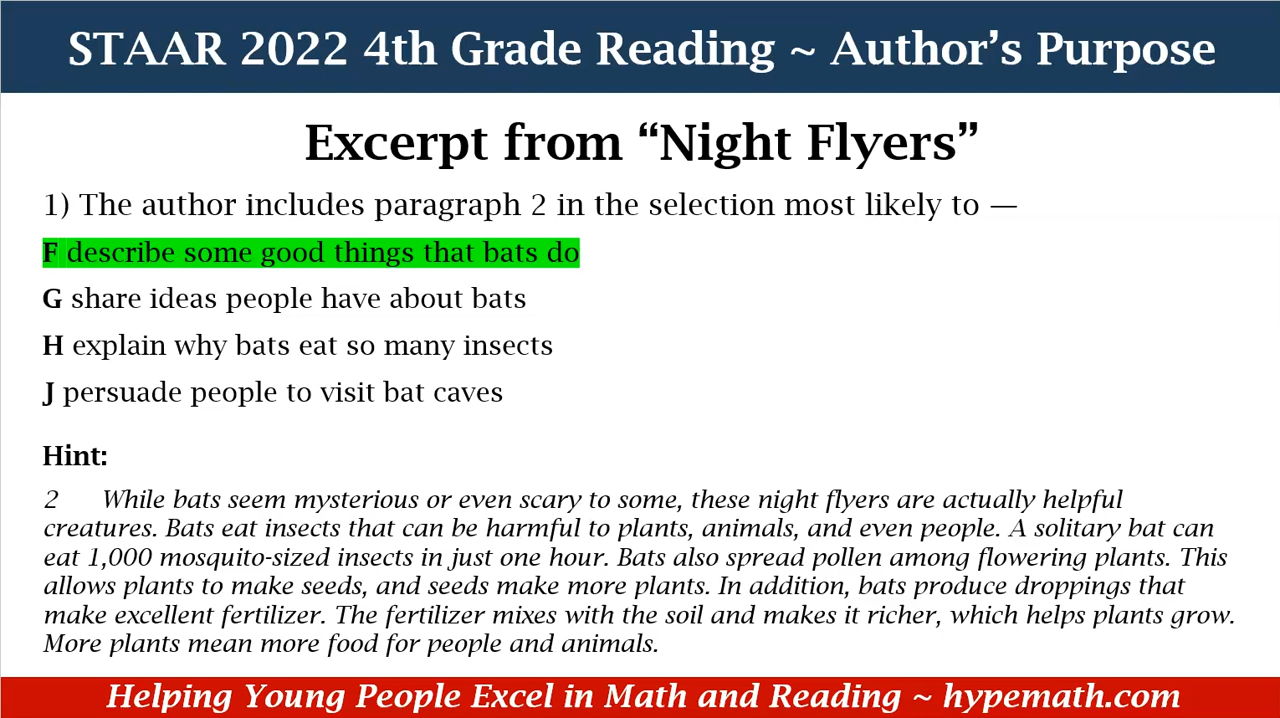 STAAR 2022 4th Grade Reading ~ Author’s Purpose
Excerpt from “Night Flyers”
1) The author includes paragraph 2 in the selection most likely to —
F describe some good things that bats do
G share ideas people have about bats
H explain why bats eat so many insects
J persuade people to visit bat caves
Hint:
2 While bats seem mysterious or even scary to some, these night flyers are actually helpful
creatures. Bats eat insects that can be harmful to plants, animals, and even people. A solitary bat can
eat 1,000 mosquito-sized insects in just one hour. Bats also spread pollen among flowering plants. This
allows plants to make seeds, and seeds make more plants. In addition, bats produce droppings that
make excellent fertilizer. The fertilizer mixes with the soil and makes it richer, which helps plants grow.
More plants mean more food for people and animals.
Helping Young People Excel in Math and Reading ~ hypemath.com